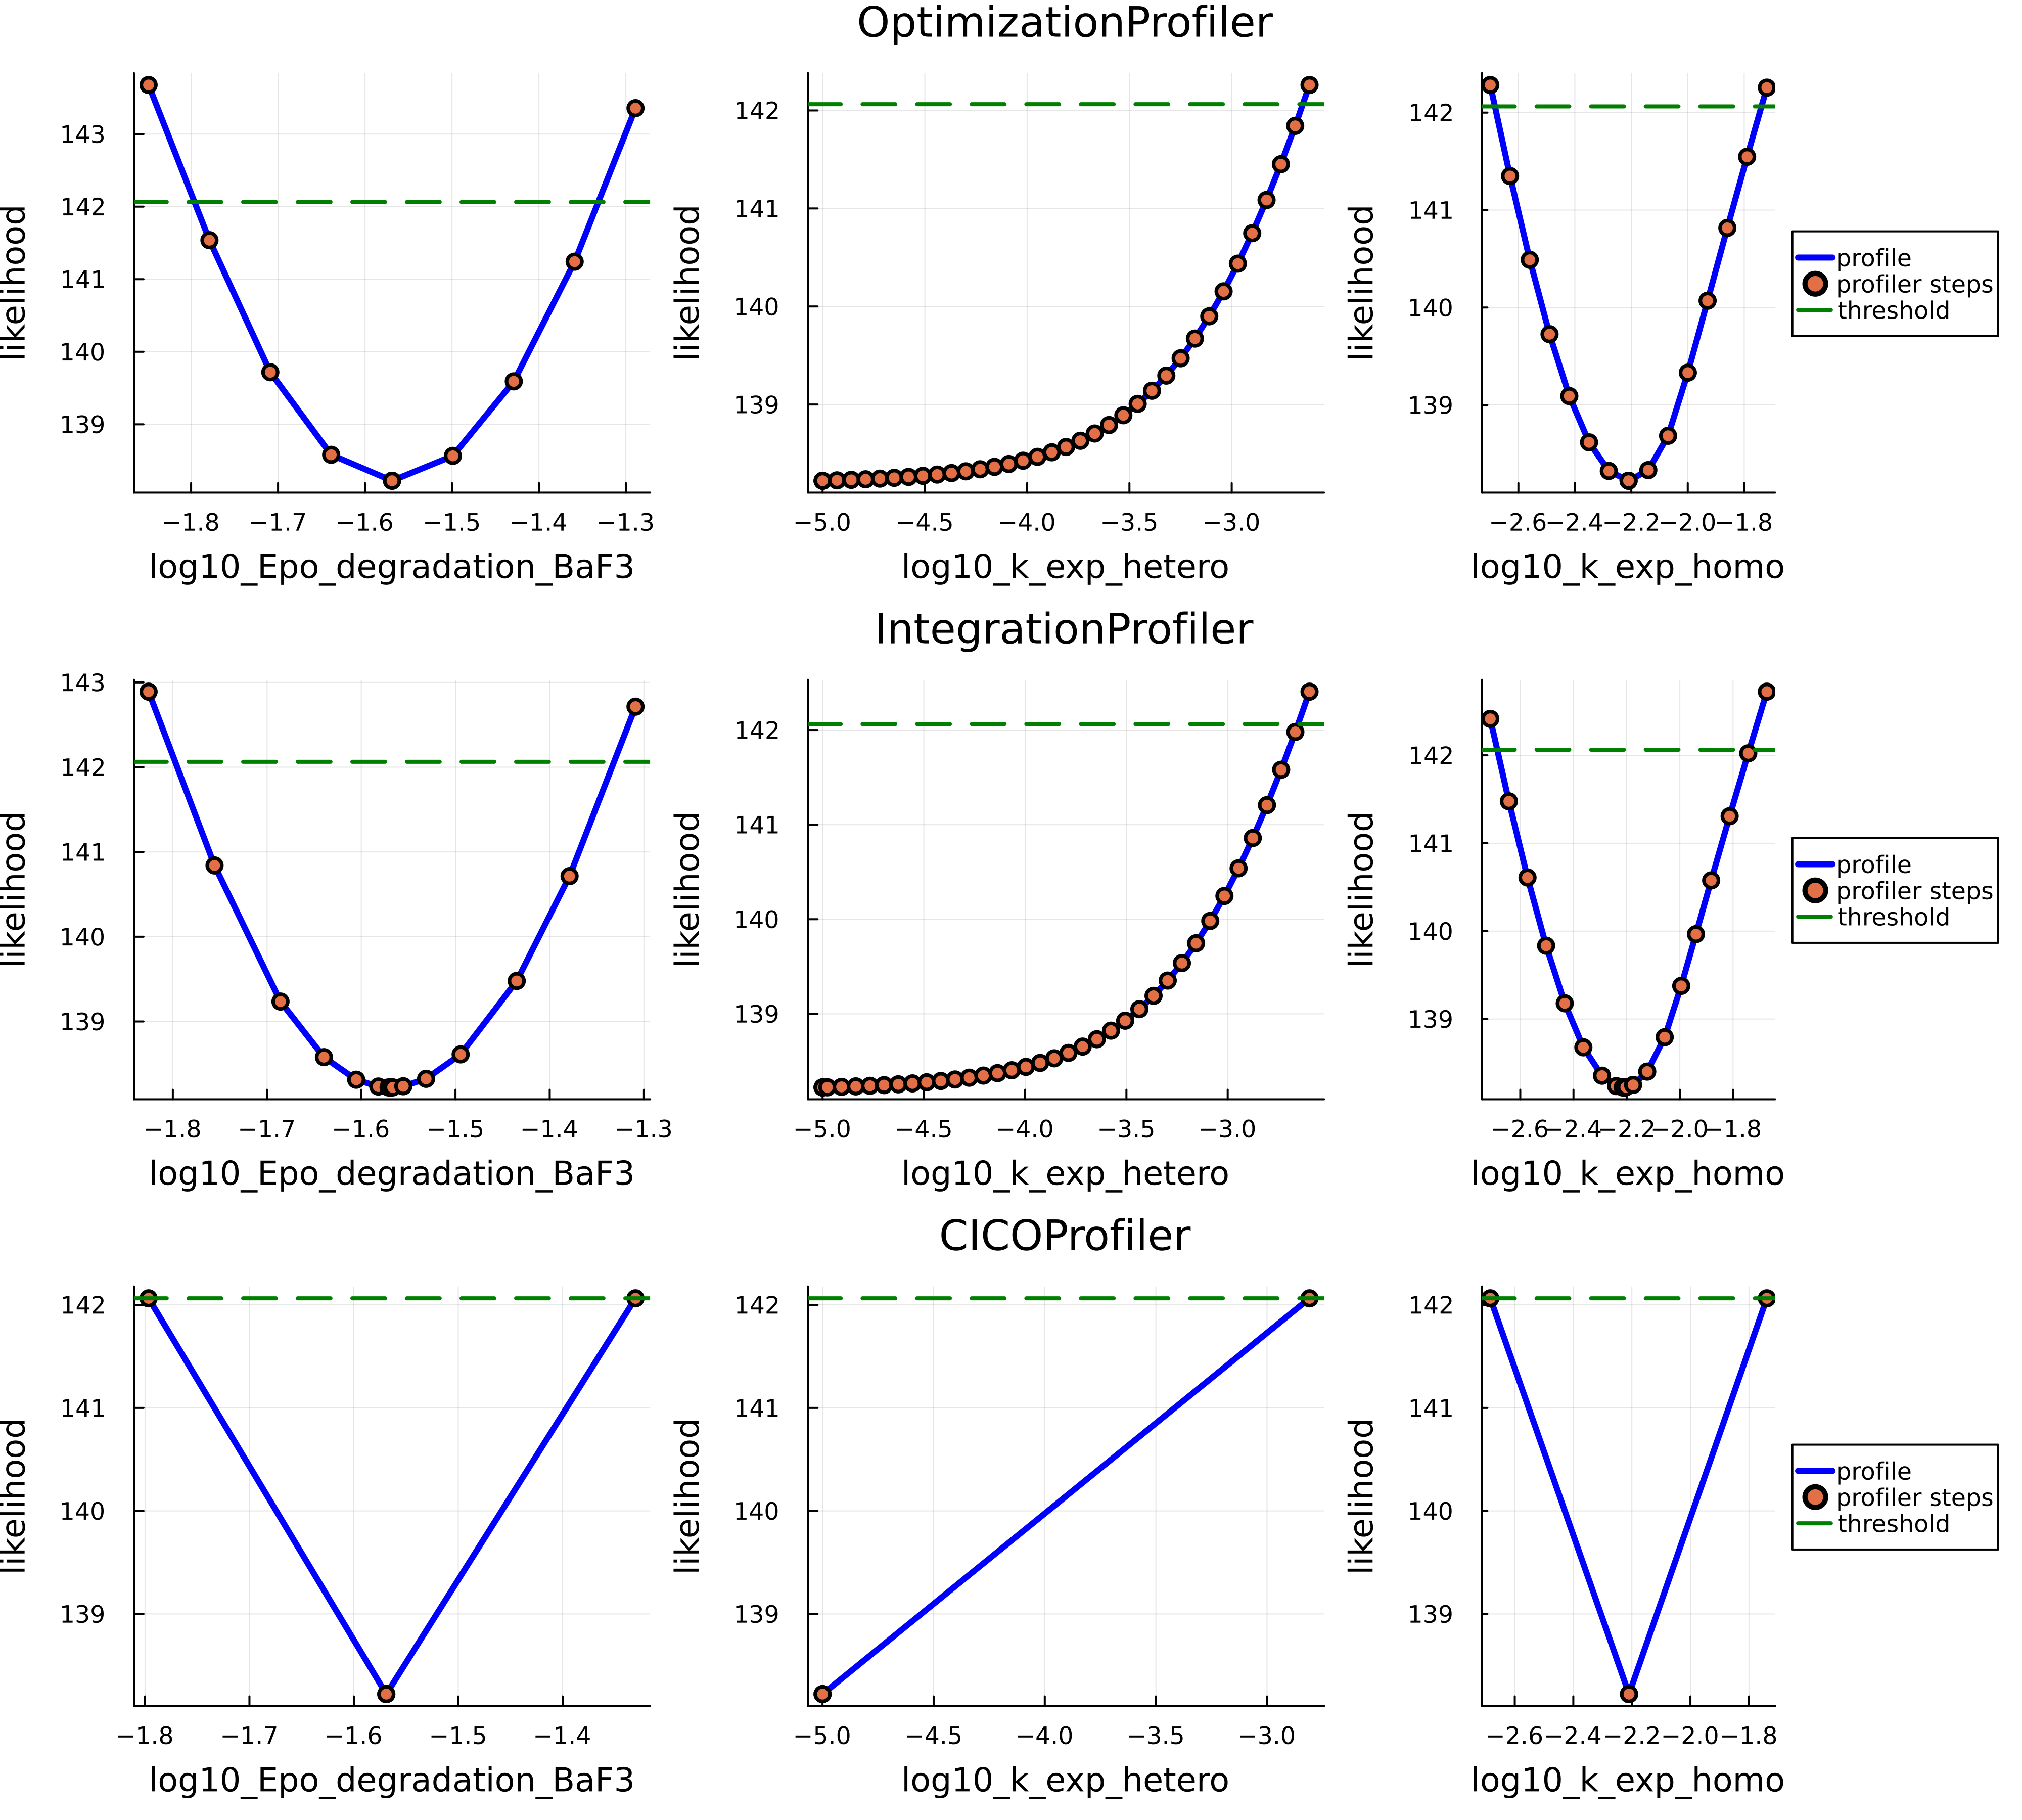 OptimizationProfiler
likelihood
143
142
141
140
139
−1.8 −1.7 −1.6 −1.5 −1.4 −1.3
log10_Epo_degradation_BaF3
likelihood
142
141
140
139
−5.0 −4.5 −4.0 −3.5 −3.0
log10_k_exp_hetero
likelihood
142
141
140
139
−2.6 −2.4 −2.2 −2.0 −1.8
log10_k_exp_homo
profile
profiler steps
threshold
IntegrationProfiler
likelihood
143
142
141
140
139
−1.8 −1.7 −1.6 −1.5 −1.4 −1.3
log10_Epo_degradation_BaF3
likelihood
142
141
140
139
−5.0 −4.5 −4.0 −3.5 −3.0
log10_k_exp_hetero
likelihood
142
141
140
139
−2.6 −2.4 −2.2 −2.0 −1.8
log10_k_exp_homo
profile
profiler steps
threshold
CICOProfiler
likelihood
142
141
140
139
−1.8 −1.7 −1.6 −1.5 −1.4
log10_Epo_degradation_BaF3
likelihood
142
141
140
139
−5.0 −4.5 −4.0 −3.5 −3.0
log10_k_exp_hetero
likelihood
142
141
140
139
−2.6 −2.4 −2.2 −2.0 −1.8
log10_k_exp_homo
profile
profiler steps
threshold